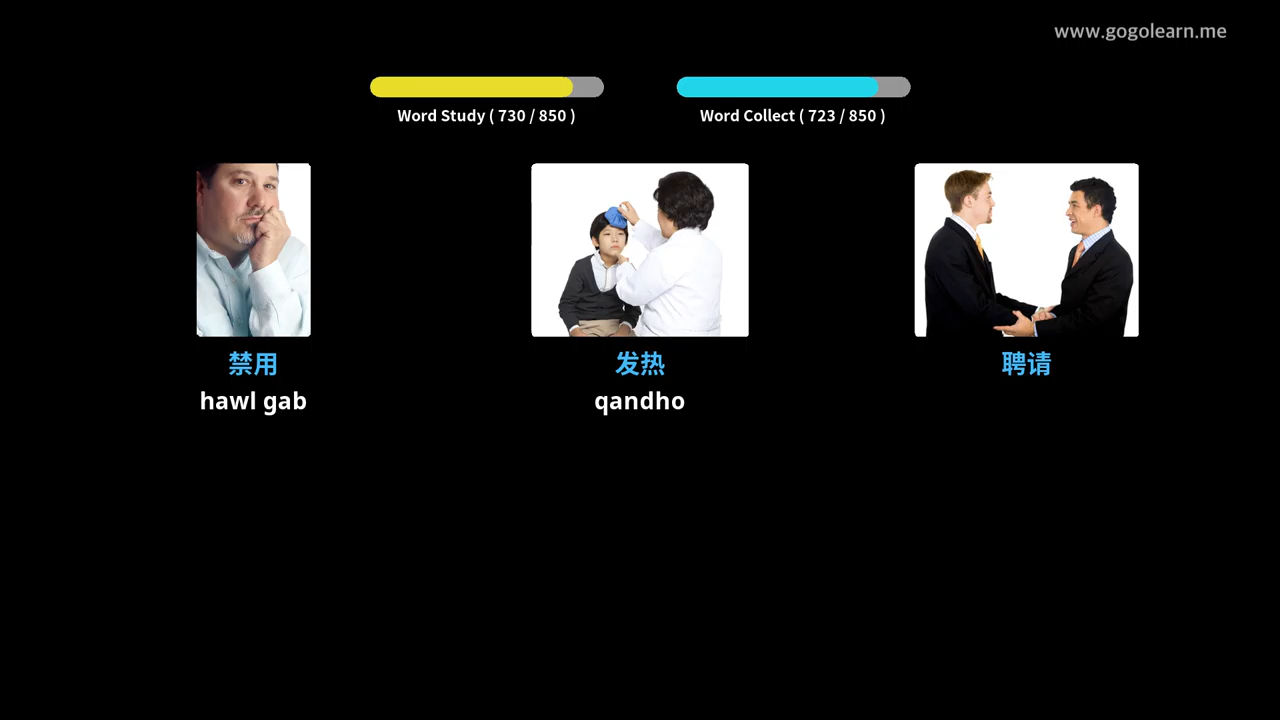 www.gogolearn.me
Word Study ( 730 / 850 )
Word Collect ( 723 / 850 )
禁用
发热
聘请
hawl gab
qandho